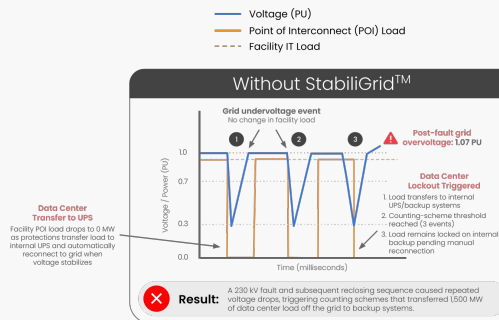 Voltage (PU)
Point of Interconnect (POI) Load
Facility IT Load
Without StabiliGrid™
Grid undervoltage event
No change in facility load
1
2
3
Post-fault grid
overvoltage: 1.07 PU
1.0
0.7
0.3
0.0
Voltage / Power (PU)
Time (milliseconds)
Data Center
Lockout Triggered
1. Load transfers to internal
UPS/backup systems
2. Counting-scheme threshold
reached (3 events)
3. Load remains locked on internal
backup pending manual
reconnection
Data Center
Transfer to UPS
Facility POI load drops to 0 MW
as protections transfer load to
internal UPS and automatically
reconnect to grid when
voltage stabilizes
Result:
A 230 kV fault and subsequent reclosing sequence caused repeated
voltage drops, triggering counting schemes that transferred 1,500 MW
of data center load off the grid to backup systems.